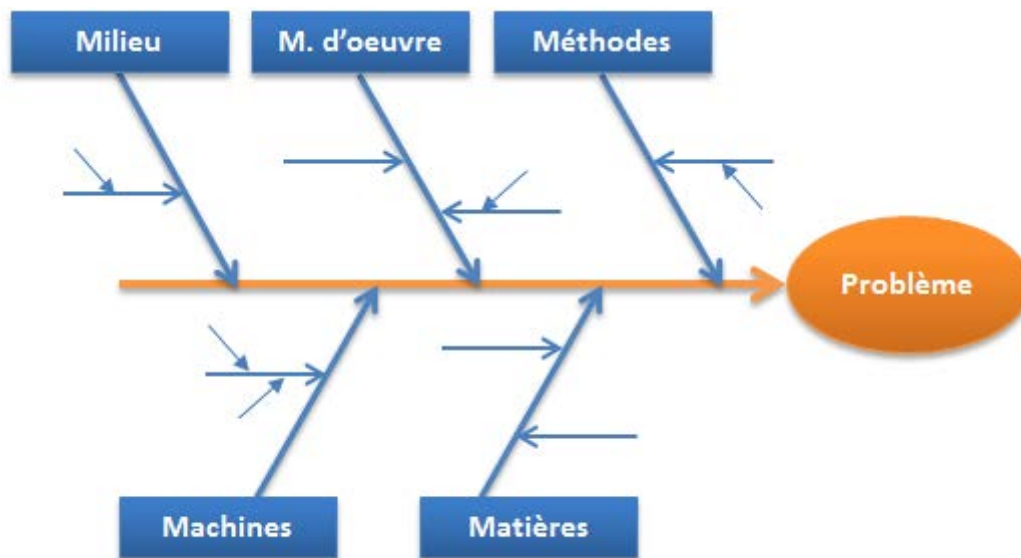 Milieu
M. d'oeuvre
Méthodes
Problème
Machines
Matières